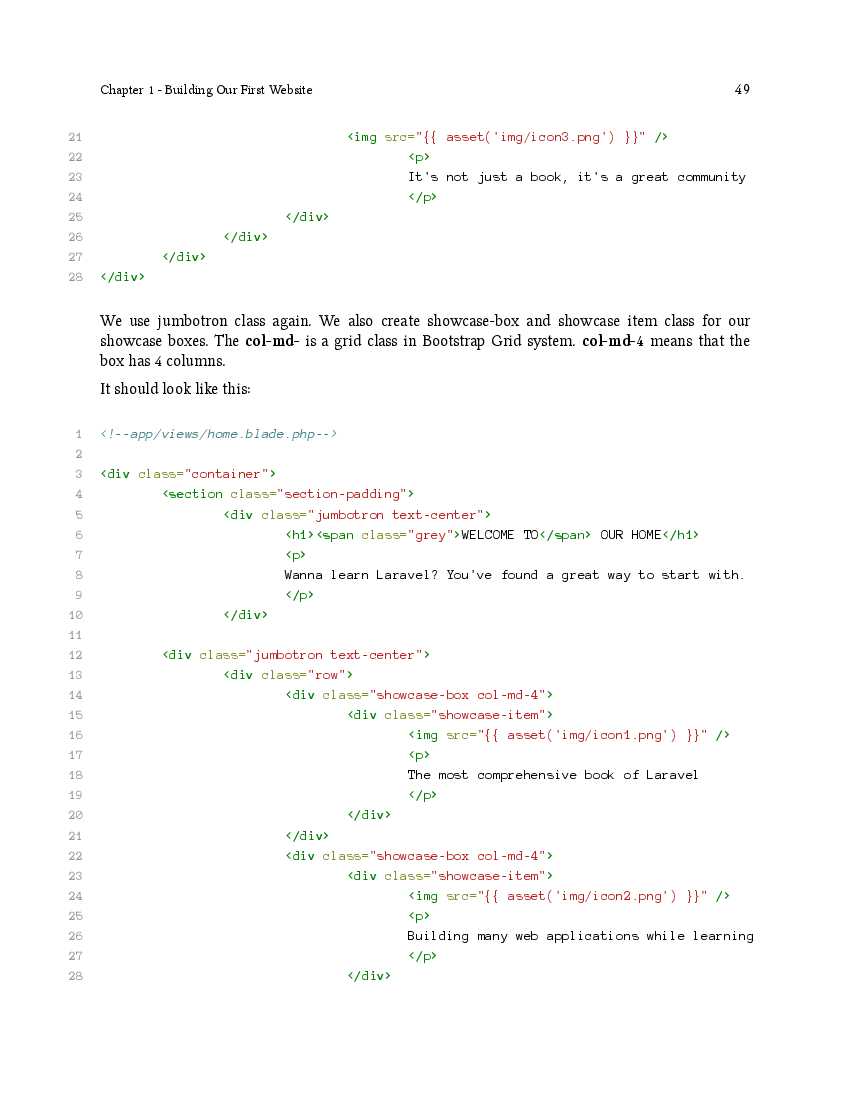 Chapter 1 - Building Our First Website 49
21 <img src="{{ asset('img/icon3.png') }}" />
22 <p>
23 It's not just a book, it's a great community
24 </p>
25 </div>
26 </div>
27 </div>
28 </div>
We use jumbotron class again. We also create showcase-box and showcase item class for our
showcase boxes. The col-md- is a grid class in Bootstrap Grid system. col-md-4 means that the
box has 4 columns.
It should look like this:
1 <!--app/views/home.blade.php-->
2
3 <div class="container">
4 <section class="section-padding">
5 <div class="jumbotron text-center">
6 <h1><span class="grey">WELCOME TO</span> OUR HOME</h1>
7 <p>
8 Wanna learn Laravel? You've found a great way to start with.
9 </p>
10 </div>
11
12 <div class="jumbotron text-center">
13 <div class="row">
14 <div class="showcase-box col-md-4">
15 <div class="showcase-item">
16 <img src="{{ asset('img/icon1.png') }}" />
17 <p>
18 The most comprehensive book of Laravel
19 </p>
20 </div>
21 </div>
22 <div class="showcase-box col-md-4">
23 <div class="showcase-item">
24 <img src="{{ asset('img/icon2.png') }}" />
25 <p>
26 Building many web applications while learning
27 </p>
28 </div>